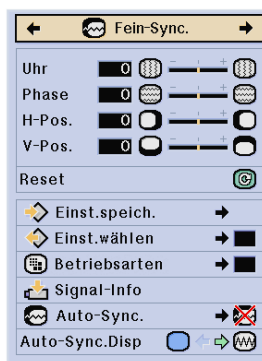 Fein-Sync.
Uhr 0
Phase 0
H-Pos. 0
V-Pos. 0
Reset
Einst.speich.
Einst.wählen
Betriebsarten
Signal-Info
Auto-Sync.
Auto-Sync.Disp